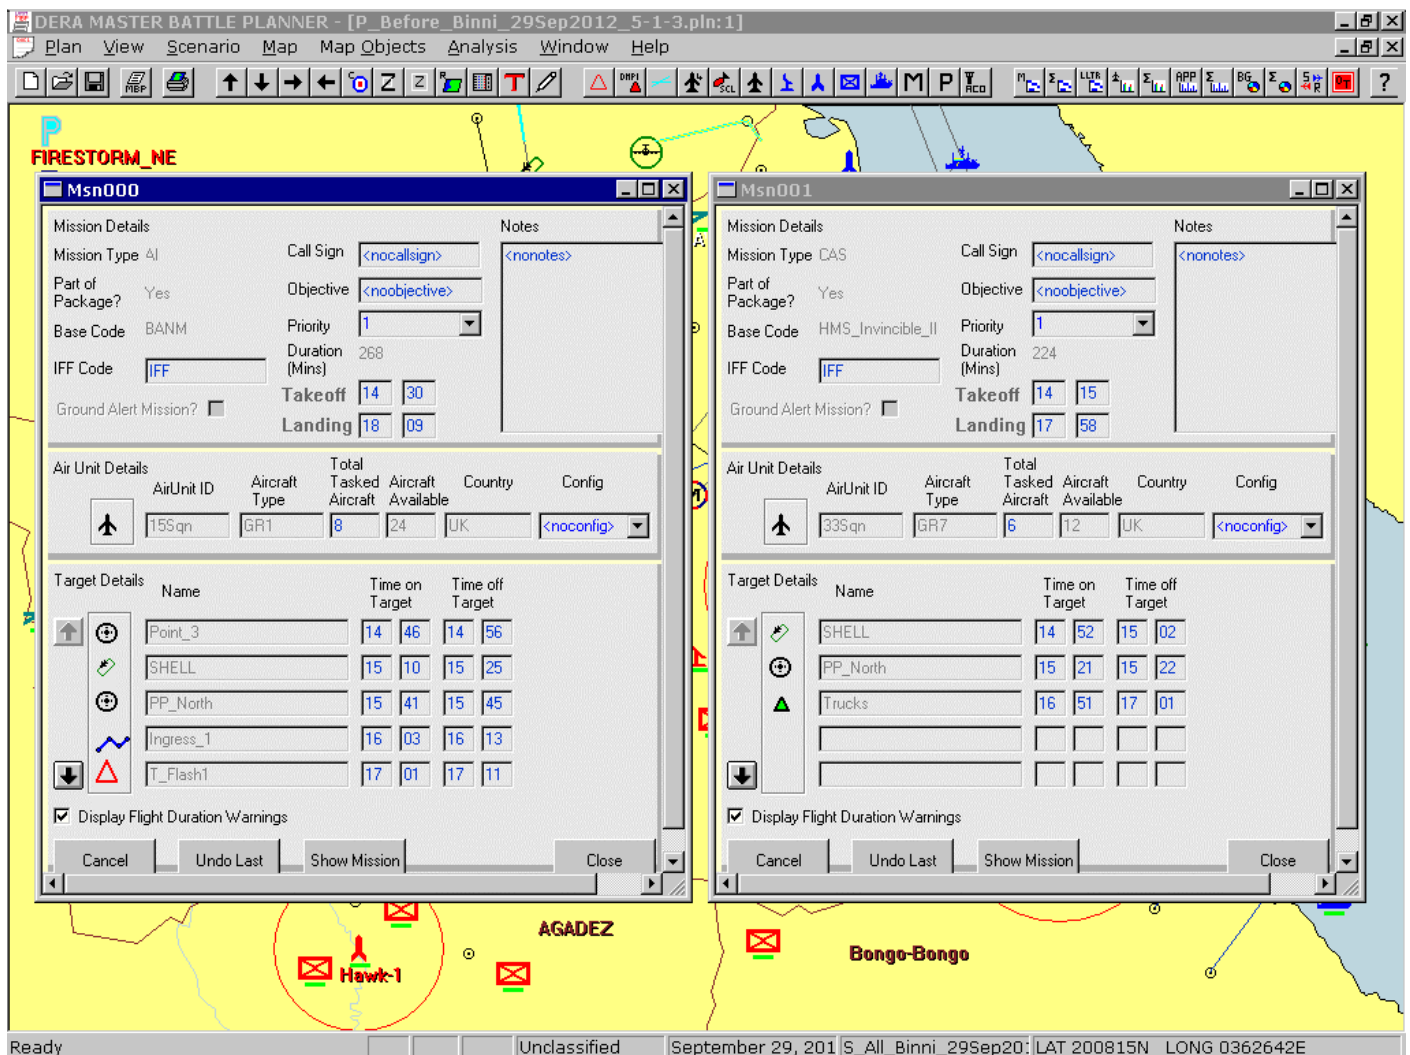 DERA MASTER BATTLE PLANNER - [P_Before_Binni_29Sep2012_5-1-3.pln:1]
Plan View Scenario Map Map Objects Analysis Window Help
MBP Z Z T DMPI SCL M P ACO M Σ LLTR Σ APP Σ BG Σ S R OT ?
P
FIRESTORM_NE
Msn000
Mission Details
Notes
Mission Type AI
Call Sign <nocallsign>
<nonotes>
Part of Package? Yes
Objective <noobjective>
Base Code BANM
Priority 1
Duration (Mins) 268
IFF Code IFF
Takeoff 14 30
Ground Alert Mission?
Landing 18 09
Air Unit Details
AirUnit ID Aircraft Type Total Tasked Aircraft Aircraft Available Country Config
15Sqn GR1 8 24 UK <noconfig>
Target Details
Name Time on Target Time off Target
Point_3 14 46 14 56
SHELL 15 10 15 25
PP_North 15 41 15 45
Ingress_1 16 03 16 13
T_Flash1 17 01 17 11
Display Flight Duration Warnings
Cancel Undo Last Show Mission Close
Msn001
Mission Details
Notes
Mission Type CAS
Call Sign <nocallsign>
<nonotes>
Part of Package? Yes
Objective <noobjective>
Base Code HMS_Invincible_II
Priority 1
Duration (Mins) 224
IFF Code IFF
Takeoff 14 15
Ground Alert Mission?
Landing 17 58
Air Unit Details
AirUnit ID Aircraft Type Total Tasked Aircraft Aircraft Available Country Config
33Sqn GR7 6 12 UK <noconfig>
Target Details
Name Time on Target Time off Target
SHELL 14 52 15 02
PP_North 15 21 15 22
Trucks 16 51 17 01
Display Flight Duration Warnings
Cancel Undo Last Show Mission Close
AGADEZ
Bongo-Bongo
Hawk-1
Ready Unclassified September 29, 201 S_All_Binni_29Sep20 LAT 200815N LONG 0362642E